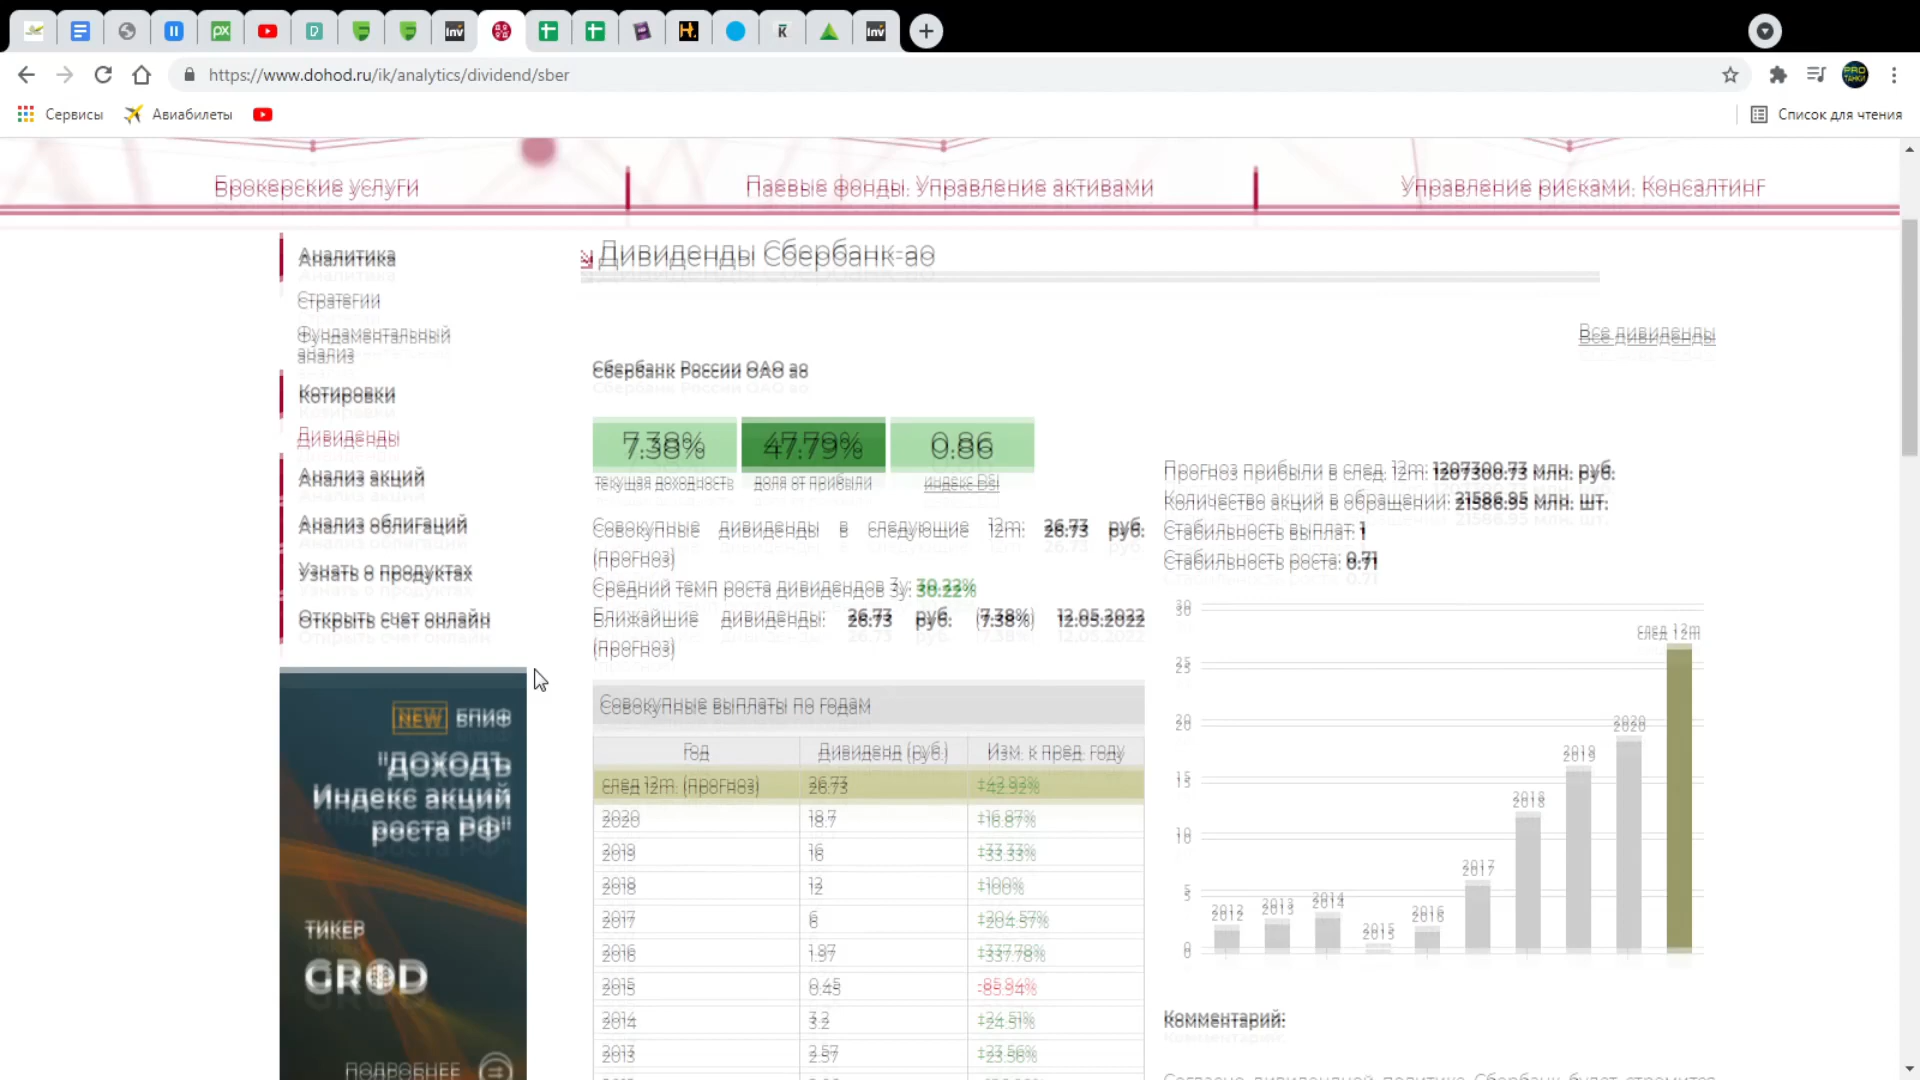 https://www.dohod.ru/ik/analytics/dividend/sber
Сервисы
Авиабилеты
Список для чтения
Брокерские услуги
Паевые фонды. Управление активами
Управление рисками. Консалтинг
Аналитика
Стратегии
Фундаментальный
анализ
Котировки
Дивиденды
Анализ акций
Анализ облигаций
Узнать о продуктах
Открыть счет онлайн
NEW БПИФ
"ДОХОДЪ
Индекс акций
роста РФ"
ТИКЕР
GROD
ПОДРОБНЕЕ
Дивиденды Сбербанк-ао
Все дивиденды
Сбербанк России ОАО ао
7.38% 47.79% 0.86
текущая доходность доля от прибыли индекс DSI
Совокупные дивиденды в следующие 12m: 26.73 руб.
(прогноз)
Средний темп роста дивидендов 3y: 30.22%
Ближайшие дивиденды: 26.73 руб. (7.38%) 12.05.2022
(прогноз)
Совокупные выплаты по годам
Год Дивиденд (руб.) Изм. к пред. году
след 12m. (прогноз) 26.73 +42.92%
2020 18.7 +16.87%
2019 16 +33.33%
2018 12 +100%
2017 6 +204.57%
2016 1.97 +337.78%
2015 0.45 -85.94%
2014 3.2 +24.51%
2013 2.57 +23.56%
Прогноз прибыли в след. 12m: 1207300.73 млн. руб.
Количество акций в обращении: 21586.95 млн. шт.
Стабильность выплат: 1
Стабильность роста: 0.71
30
25
20
15
10
5
0
2012
2013
2014
2015
2016
2017
2018
2019
2020
след 12m
Комментарий:
Согласно дивидендной политике Сбербанк будет стремится